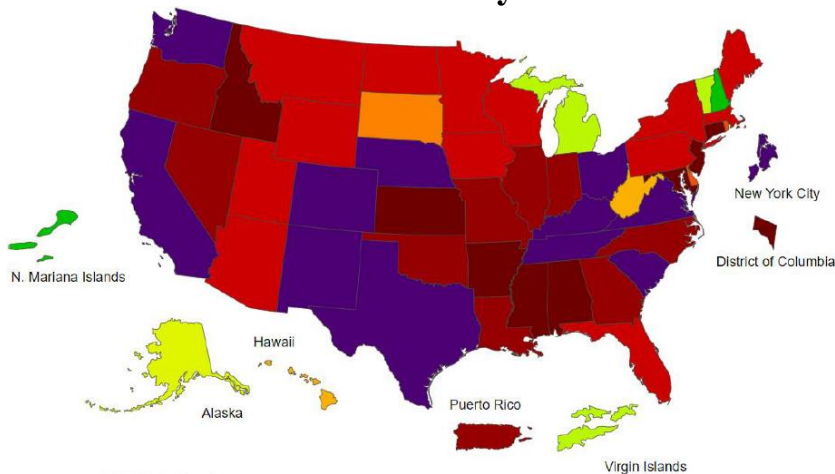 New York City
District of Columbia
N. Mariana Islands
Hawaii
Alaska
Puerto Rico
Virgin Islands